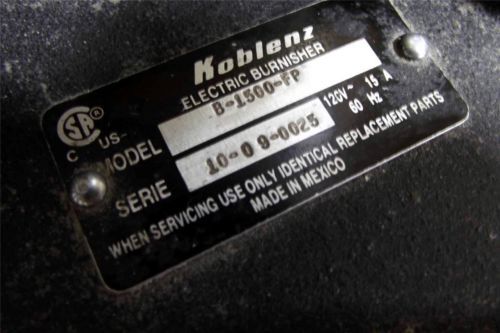 Koblenz
ELECTRIC BURNISHER
SA®
C US
MODEL B-1500-FP 120V~ 15 A
60 Hz
SERIE 10-09-0025
WHEN SERVICING USE ONLY IDENTICAL REPLACEMENT PARTS
MADE IN MEXICO